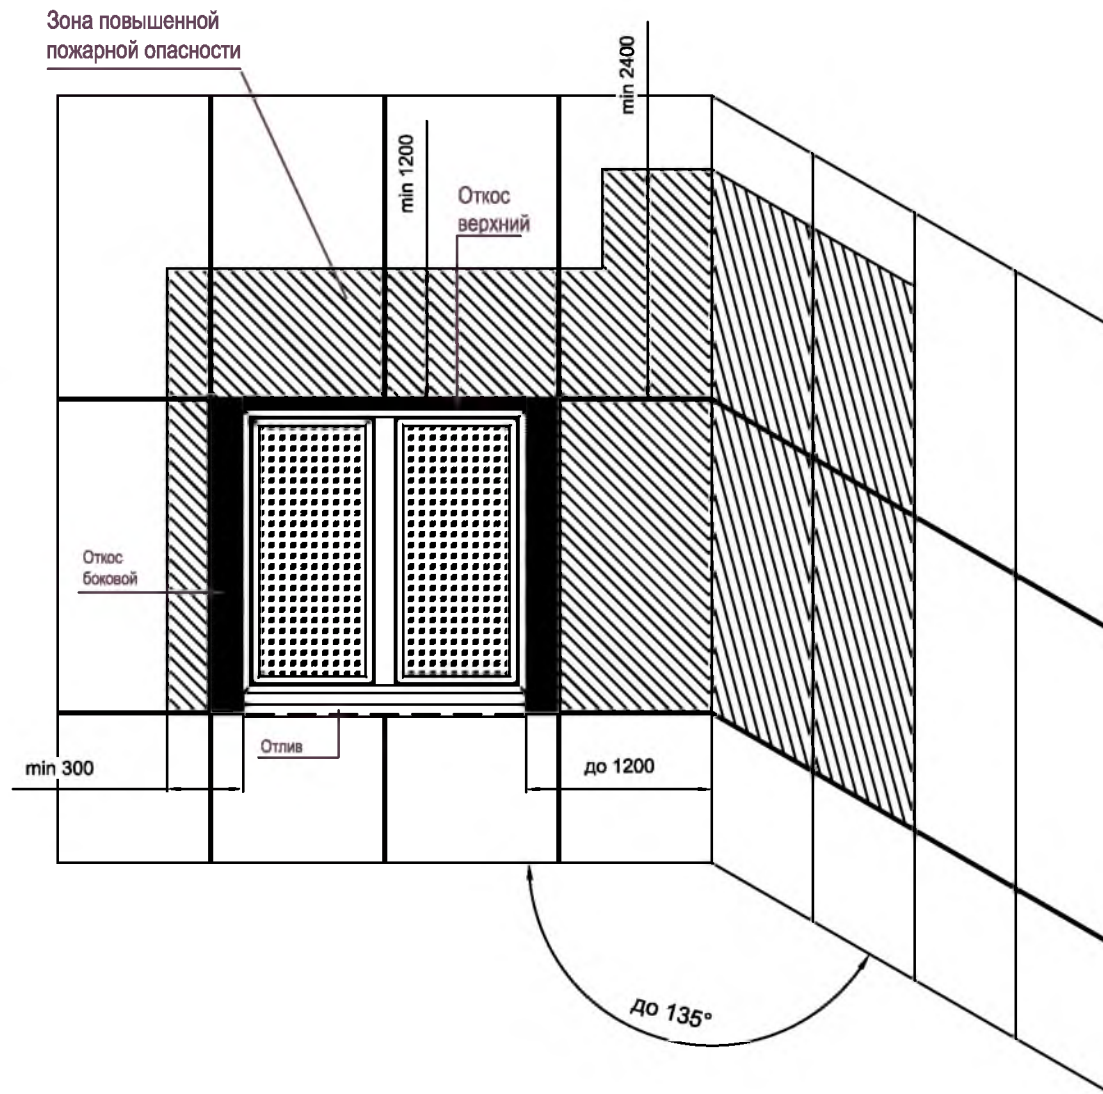 Зона повышенной
пожарной опасности
min 2400
min 1200
Откос
верхний
Откос
боковой
Отлив
min 300
до 1200
до 135°